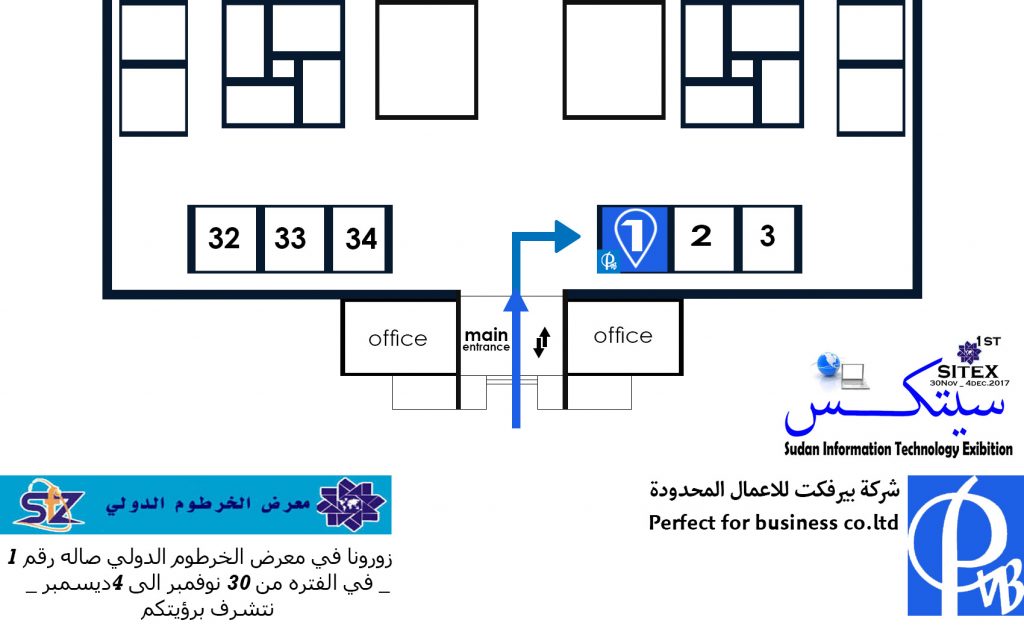 32 33 34
1 2 3
office
main
entrance
office
1ST
SITEX
30Nov _ 4DEC.2017
سيتكس
Sudan Information Technology Exibition
SFZ
معرض الخرطوم الدولي
شركة بيرفكت للاعمال المحدودة
Perfect for business co.ltd
زورونا في معرض الخرطوم الدولي صاله رقم 1
_ في الفتره من 30 نوفمبر الى 4ديسمبر _
نتشرف برؤيتكم